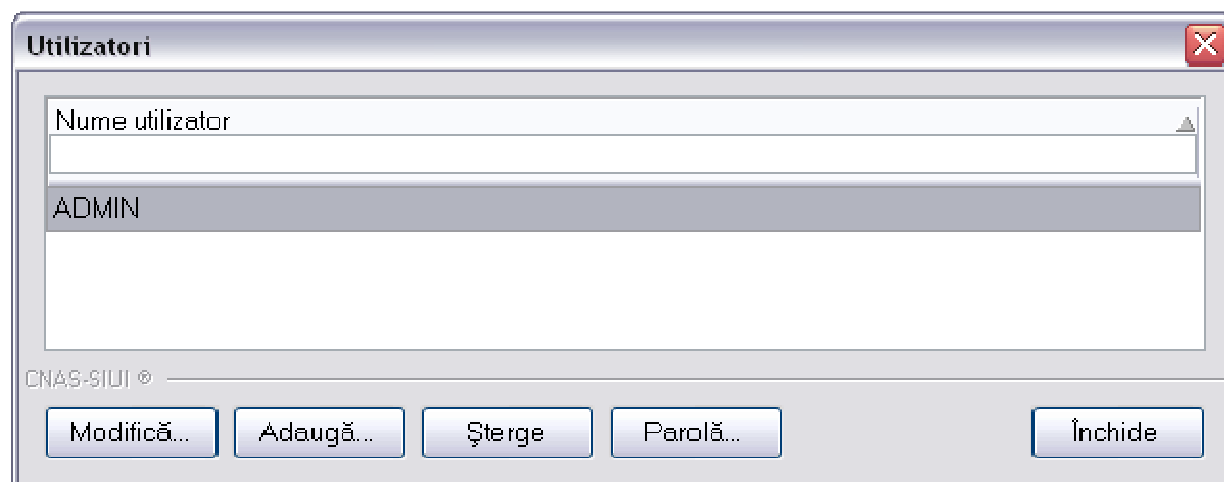 Utilizatori
Nume utilizator
ADMIN
CNAS-SIUI ®
Modifică... Adaugă... Şterge Parolă... Închide